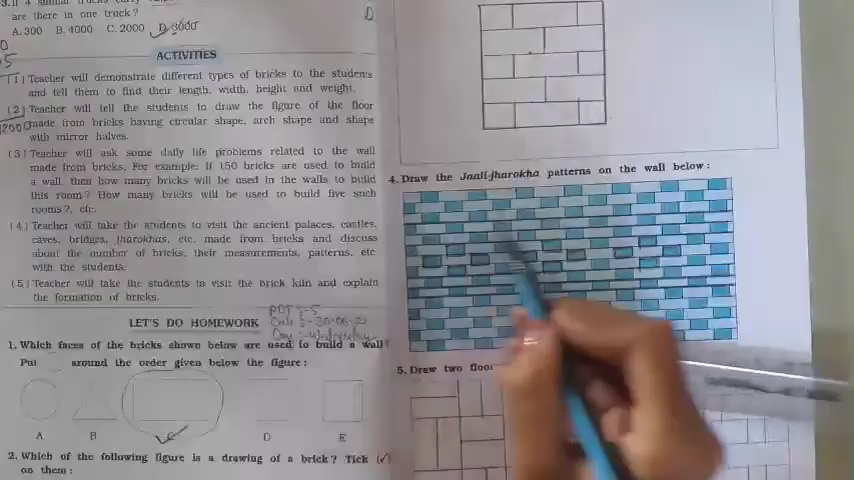 are there in one truck?
A. 300 B. 4000 C. 2000 D. 3000
D
ACTIVITIES
(1) Teacher will demonstrate different types of bricks to the students
and tell them to find their length, width, height and weight.
(2) Teacher will tell the students to draw the figure of the floor
made from bricks having circular shape, arch shape and shape
with mirror halves.
(3) Teacher will ask some daily life problems related to the wall
made from bricks. For example: If 150 bricks are used to build
a wall, then how many bricks will be used in the walls to build
this room? How many bricks will be used to build five such
rooms?, etc.
(4) Teacher will take the students to visit the ancient palaces, castles,
caves, bridges, jharokhas, etc. made from bricks and discuss
about the number of bricks, their measurements, patterns, etc
with the students.
(5) Teacher will take the students to visit the brick kiln and explain
the formation of bricks.
LET'S DO HOMEWORK
1. Which faces of the bricks shown below are used to build a wall?
Put around the order given below the figure:
A B C D E
2. Which of the following figure is a drawing of a brick? Tick (✓)
on them:
4. Draw the Jaali-Jharokha patterns on the wall below:
5. Draw two floo